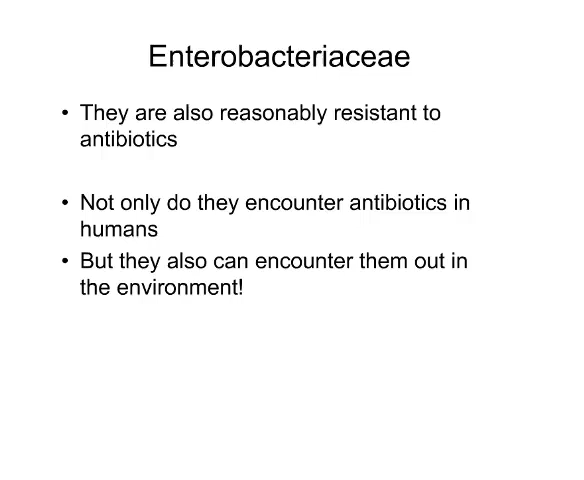 Enterobacteriaceae
• They are also reasonably resistant to
antibiotics
• Not only do they encounter antibiotics in
humans
• But they also can encounter them out in
the environment!